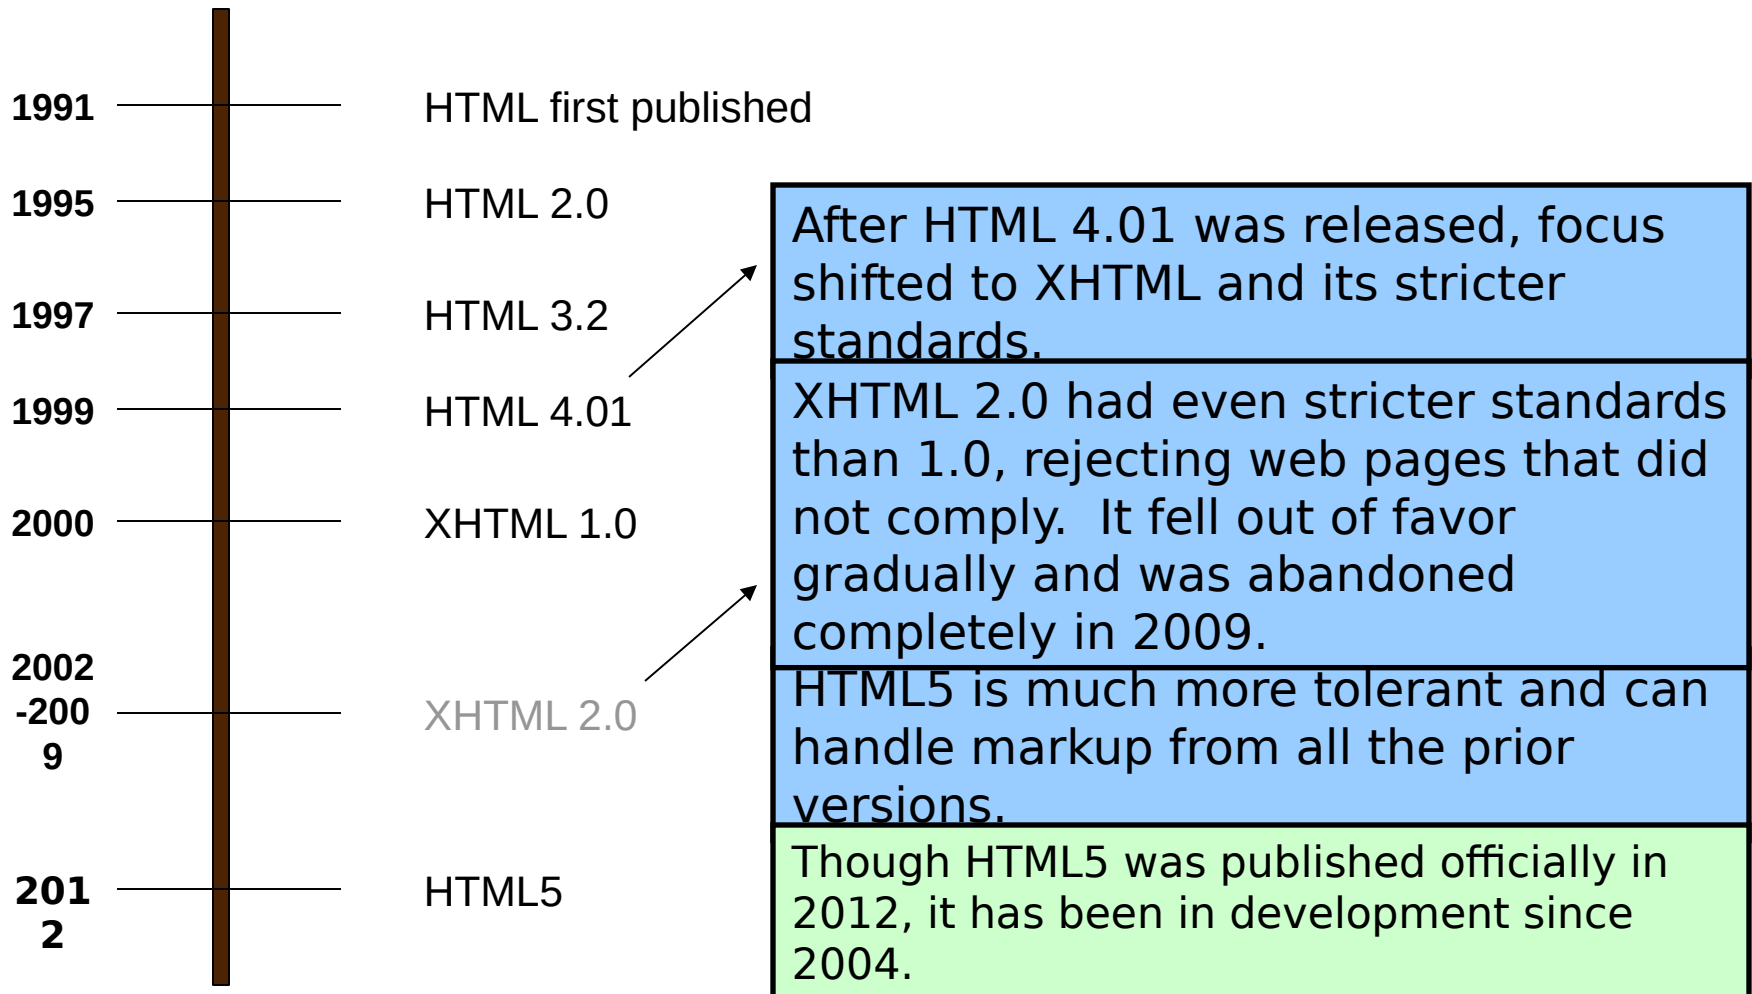 1991
HTML first published
1995
HTML 2.0
1997
HTML 3.2
1999
HTML 4.01
2000
XHTML 1.0
2002
-200
9
XHTML 2.0
201
2
HTML5
After HTML 4.01 was released, focus
shifted to XHTML and its stricter
standards.
XHTML 2.0 had even stricter standards
than 1.0, rejecting web pages that did
not comply.  It fell out of favor
gradually and was abandoned
completely in 2009.
HTML5 is much more tolerant and can
handle markup from all the prior
versions.
Though HTML5 was published officially in
2012, it has been in development since
2004.